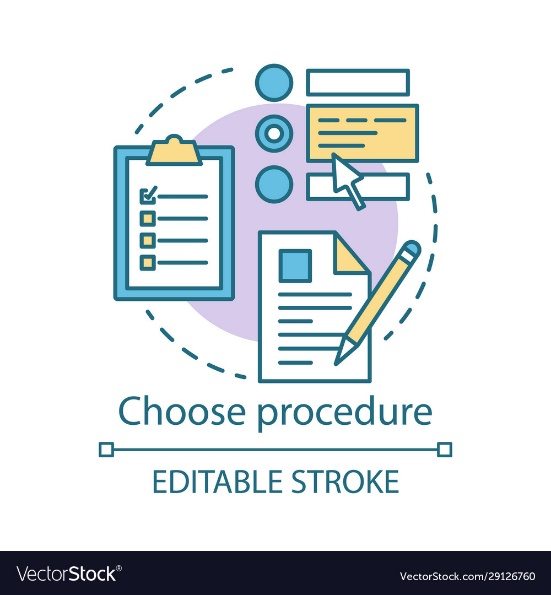 Choose procedure
EDITABLE STROKE
VectorStock®
VectorStock.com/29126760